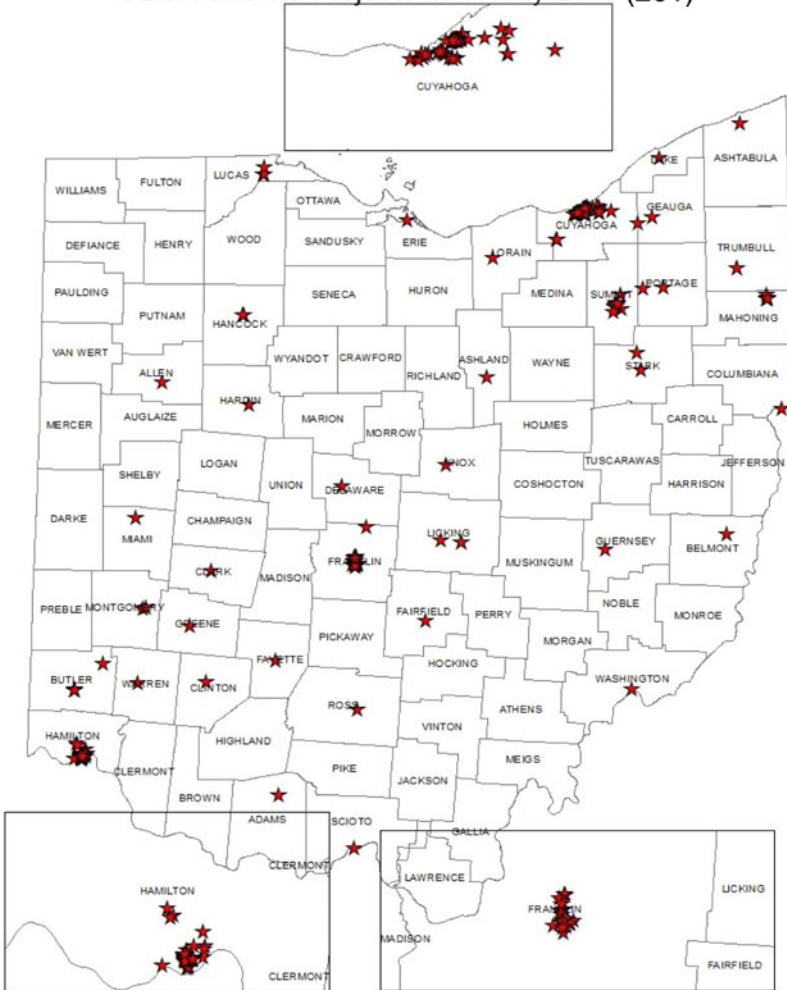 (201)
CUYAHOGA
LAKE
ASHTABULA
WILLIAMS
FULTON
LUCAS
OTTAWA
GEAUGA
CUYAHOGA
DEFIANCE
HENRY
WOOD
SANDUSKY
ERIE
LORAIN
TRUMBULL
PAULDING
SENECA
HURON
MEDINA
SUMMIT
PORTAGE
PUTNAM
HANCOCK
MAHONING
VAN WERT
WYANDOT
CRAWFORD
RICHLAND
ASHLAND
WAYNE
STARK
COLUMBIANA
ALLEN
HARDIN
MERCER
AUGLAIZE
MARION
MORROW
HOLMES
CARROLL
LOGAN
KNOX
TUSCARAWAS
JEFFERSON
SHELBY
UNION
DELAWARE
COSHOCTON
HARRISON
DARKE
MIAMI
CHAMPAIGN
LICKING
GUERNSEY
BELMONT
FRANKLIN
MUSKINGUM
CLARK
MADISON
PREBLE
MONTGOMERY
FAIRFIELD
PERRY
NOBLE
MONROE
GREENE
PICKAWAY
MORGAN
FAYETTE
HOCKING
BUTLER
WARREN
CLINTON
WASHINGTON
ROSS
ATHENS
HAMILTON
HIGHLAND
VINTON
CLERMONT
PIKE
MEIGS
JACKSON
BROWN
ADAMS
SCIOTO
GALLIA
CLERMONT
LAWRENCE
HAMILTON
LICKING
FRANKLIN
MADISON
FAIRFIELD
CLERMONT